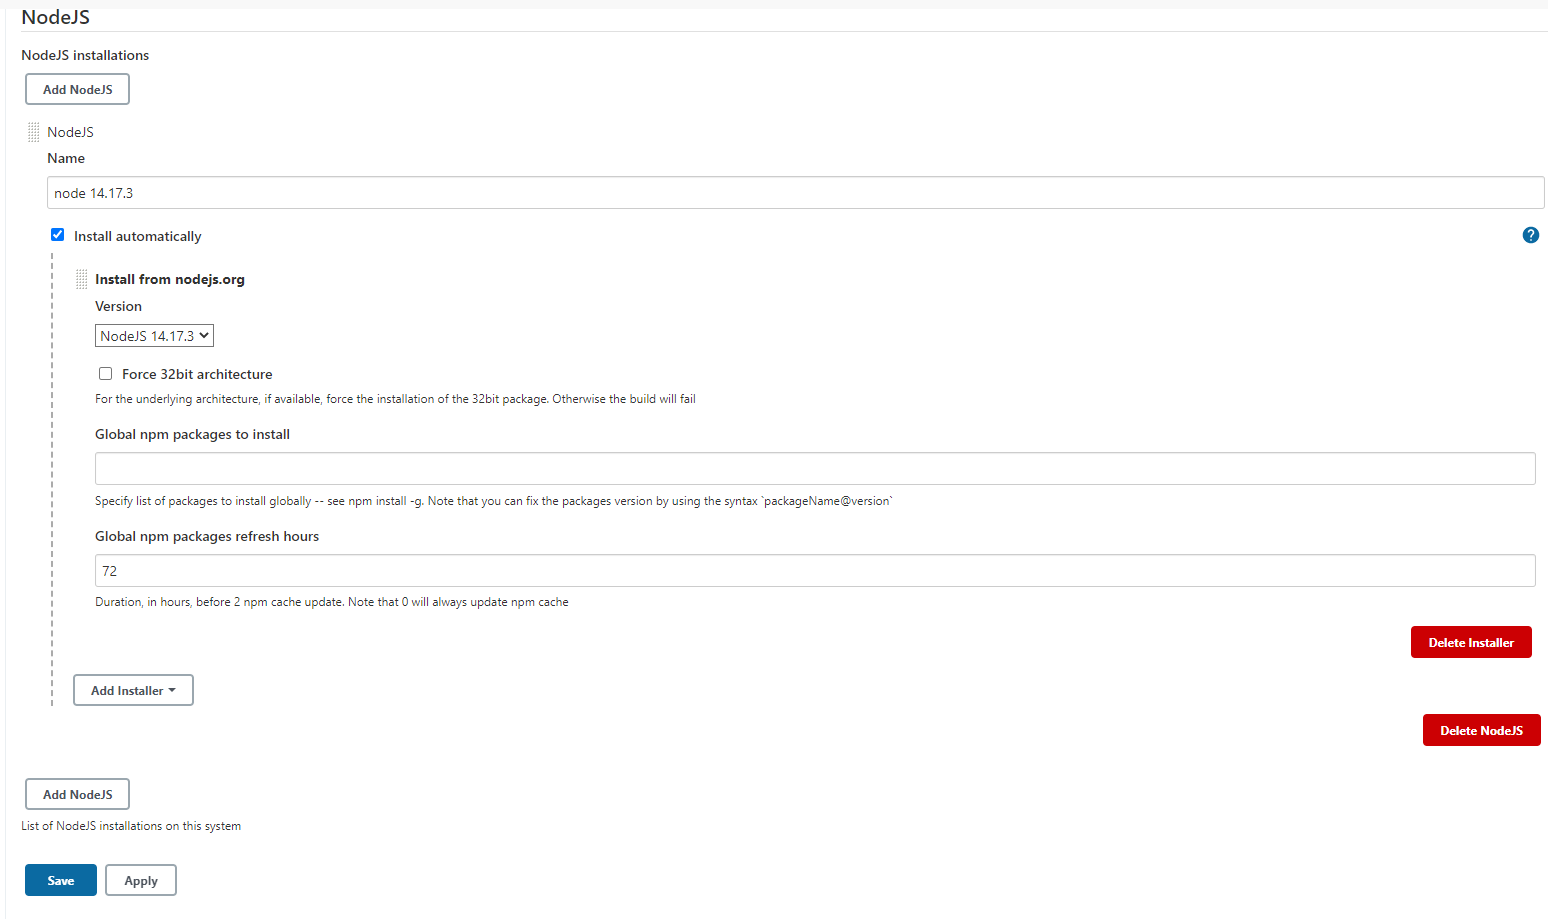 NodeJS
NodeJS installations
Add NodeJS
NodeJS
Name
node 14.17.3
Install automatically
?
Install from nodejs.org
Version
NodeJS 14.17.3
Force 32bit architecture
For the underlying architecture, if available, force the installation of the 32bit package. Otherwise the build will fail
Global npm packages to install
Specify list of packages to install globally -- see npm install -g. Note that you can fix the packages version by using the syntax `packageName@version`
Global npm packages refresh hours
72
Duration, in hours, before 2 npm cache update. Note that 0 will always update npm cache
Delete Installer
Add Installer
Delete NodeJS
Add NodeJS
List of NodeJS installations on this system
Save Apply